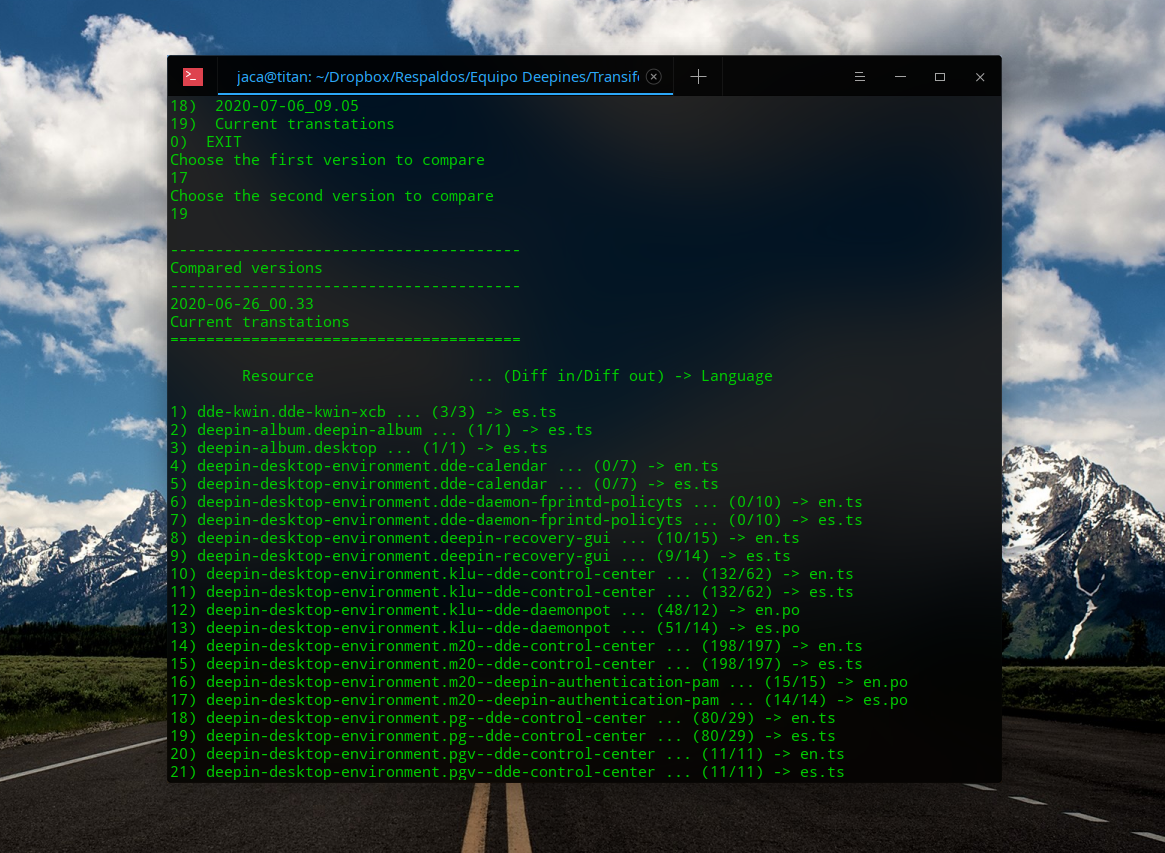 >_ jaca@titan: ~/Dropbox/Respaldos/Equipo Deepines/Transif
18)  2020-07-06_09.05
19)  Current transtations
0)  EXIT
Choose the first version to compare
17
Choose the second version to compare
19
---------------------------------------
Compared versions
---------------------------------------
2020-06-26_00.33
Current transtations
=======================================
Resource                 ... (Diff in/Diff out) -> Language
1) dde-kwin.dde-kwin-xcb ... (3/3) -> es.ts
2) deepin-album.deepin-album ... (1/1) -> es.ts
3) deepin-album.desktop ... (1/1) -> es.ts
4) deepin-desktop-environment.dde-calendar ... (0/7) -> en.ts
5) deepin-desktop-environment.dde-calendar ... (0/7) -> es.ts
6) deepin-desktop-environment.dde-daemon-fprintd-policyts ... (0/10) -> en.ts
7) deepin-desktop-environment.dde-daemon-fprintd-policyts ... (0/10) -> es.ts
8) deepin-desktop-environment.deepin-recovery-gui ... (10/15) -> en.ts
9) deepin-desktop-environment.deepin-recovery-gui ... (9/14) -> es.ts
10) deepin-desktop-environment.klu--dde-control-center ... (132/62) -> en.ts
11) deepin-desktop-environment.klu--dde-control-center ... (132/62) -> es.ts
12) deepin-desktop-environment.klu--dde-daemonpot ... (48/12) -> en.po
13) deepin-desktop-environment.klu--dde-daemonpot ... (51/14) -> es.po
14) deepin-desktop-environment.m20--dde-control-center ... (198/197) -> en.ts
15) deepin-desktop-environment.m20--dde-control-center ... (198/197) -> es.ts
16) deepin-desktop-environment.m20--deepin-authentication-pam ... (15/15) -> en.po
17) deepin-desktop-environment.m20--deepin-authentication-pam ... (14/14) -> es.po
18) deepin-desktop-environment.pg--dde-control-center ... (80/29) -> en.ts
19) deepin-desktop-environment.pg--dde-control-center ... (80/29) -> es.ts
20) deepin-desktop-environment.pgv--dde-control-center ... (11/11) -> en.ts
21) deepin-desktop-environment.pgv--dde-control-center ... (11/11) -> es.ts